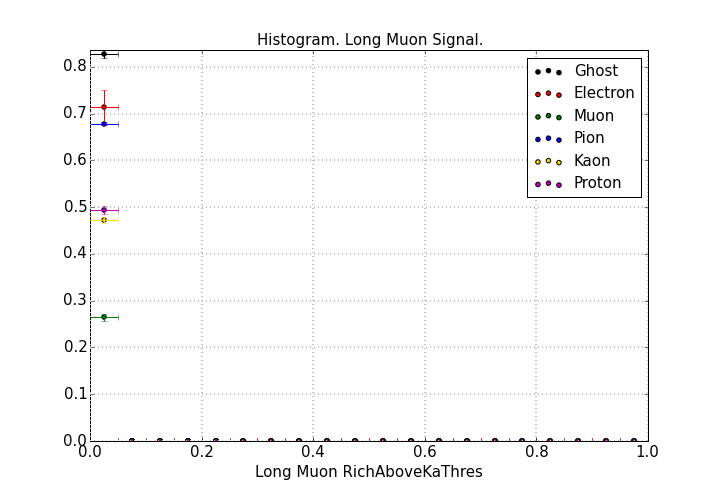 Histogram. Long Muon Signal.
0.8
0.7
0.6
0.5
0.4
0.3
0.2
0.1
0.0
Ghost
Electron
Muon
Pion
Kaon
Proton
0.0 0.2 0.4 0.6 0.8 1.0
Long Muon RichAboveKaThres